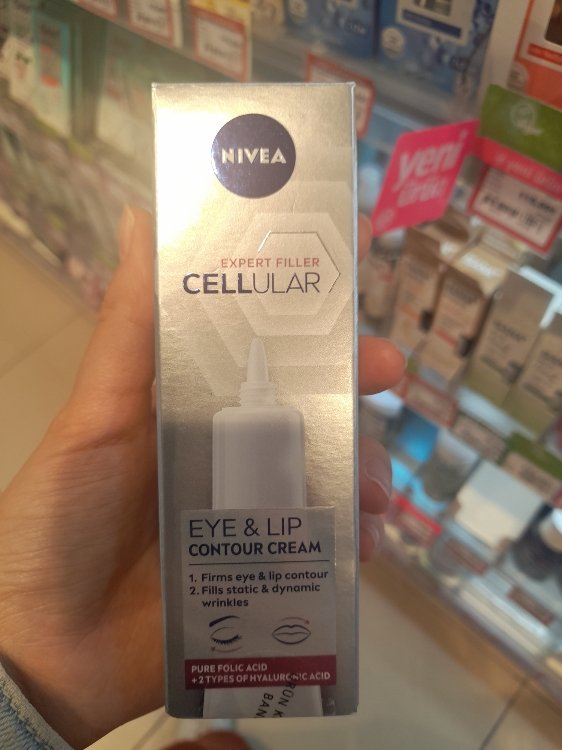 NIVEA
EXPERT FILLER
CELLULAR
EYE & LIP
CONTOUR CREAM
1. Firms eye & lip contour
2. Fills static & dynamic
wrinkles
PURE FOLIC ACID
+2 TYPES OF HYALURONIC ACID
yeni
ürün